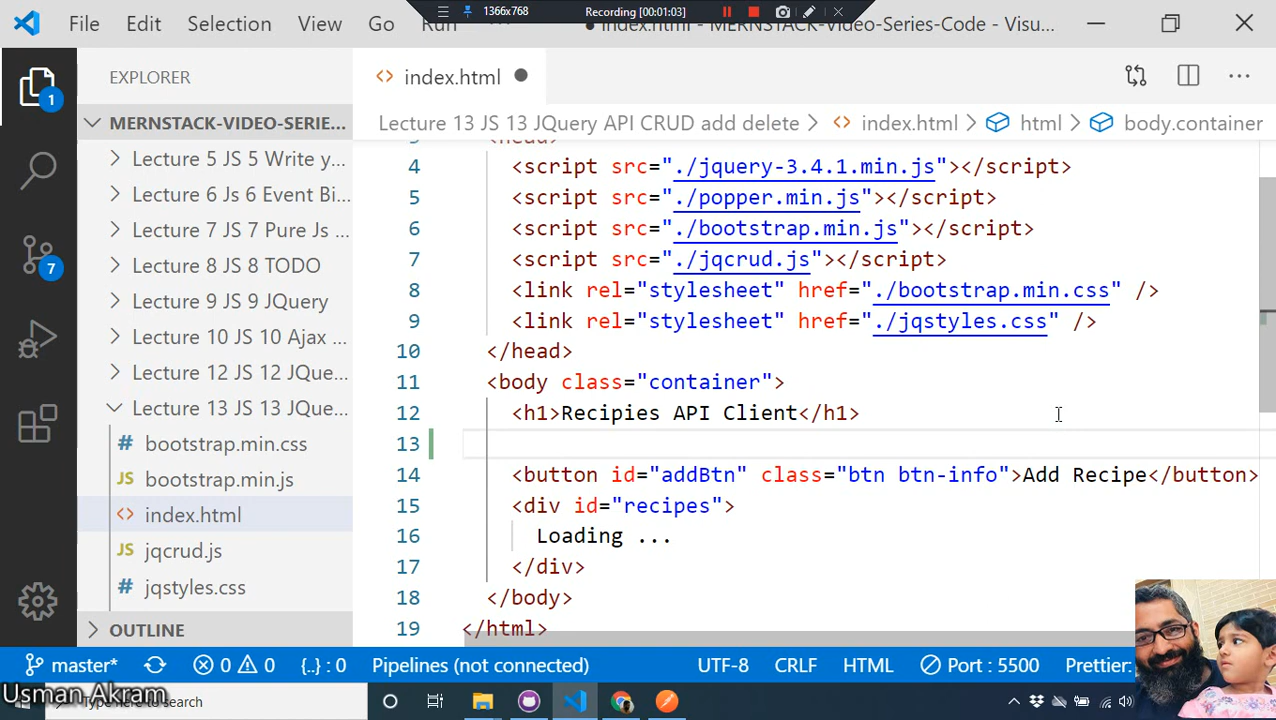 File Edit Selection View Go Run
1366x768 Recording [00:01:03]
index.html - MERNSTACK-Video-Series-Code - Visu...
EXPLORER
index.html
MERNSTACK-VIDEO-SERIE...
Lecture 13 JS 13 JQuery API CRUD add delete > index.html > html > body.container
Lecture 5 JS 5 Write y...
Lecture 6 Js 6 Event Bi...
Lecture 7 JS 7 Pure Js ...
Lecture 8 JS 8 TODO
Lecture 9 JS 9 JQuery
Lecture 10 JS 10 Ajax ...
Lecture 12 JS 12 JQue...
Lecture 13 JS 13 JQue...
# bootstrap.min.css
JS bootstrap.min.js
<> index.html
JS jqcrud.js
# jqstyles.css
OUTLINE
1
7
3 <head>
4 <script src="./jquery-3.4.1.min.js"></script>
5 <script src="./popper.min.js"></script>
6 <script src="./bootstrap.min.js"></script>
7 <script src="./jqcrud.js"></script>
8 <link rel="stylesheet" href="./bootstrap.min.css" />
9 <link rel="stylesheet" href="./jqstyles.css" />
10 </head>
11 <body class="container">
12 <h1>Recipies API Client</h1>
13
14 <button id="addBtn" class="btn btn-info">Add Recipe</button>
15 <div id="recipes">
16 Loading ...
17 </div>
18 </body>
19 </html>
master* 0 0 {..} : 0 Pipelines (not connected) UTF-8 CRLF HTML Port : 5500 Prettier:
Usman Akram
here to search